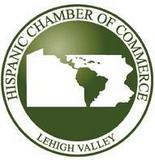 HISPANIC CHAMBER OF COMMERCE
LEHIGH VALLEY